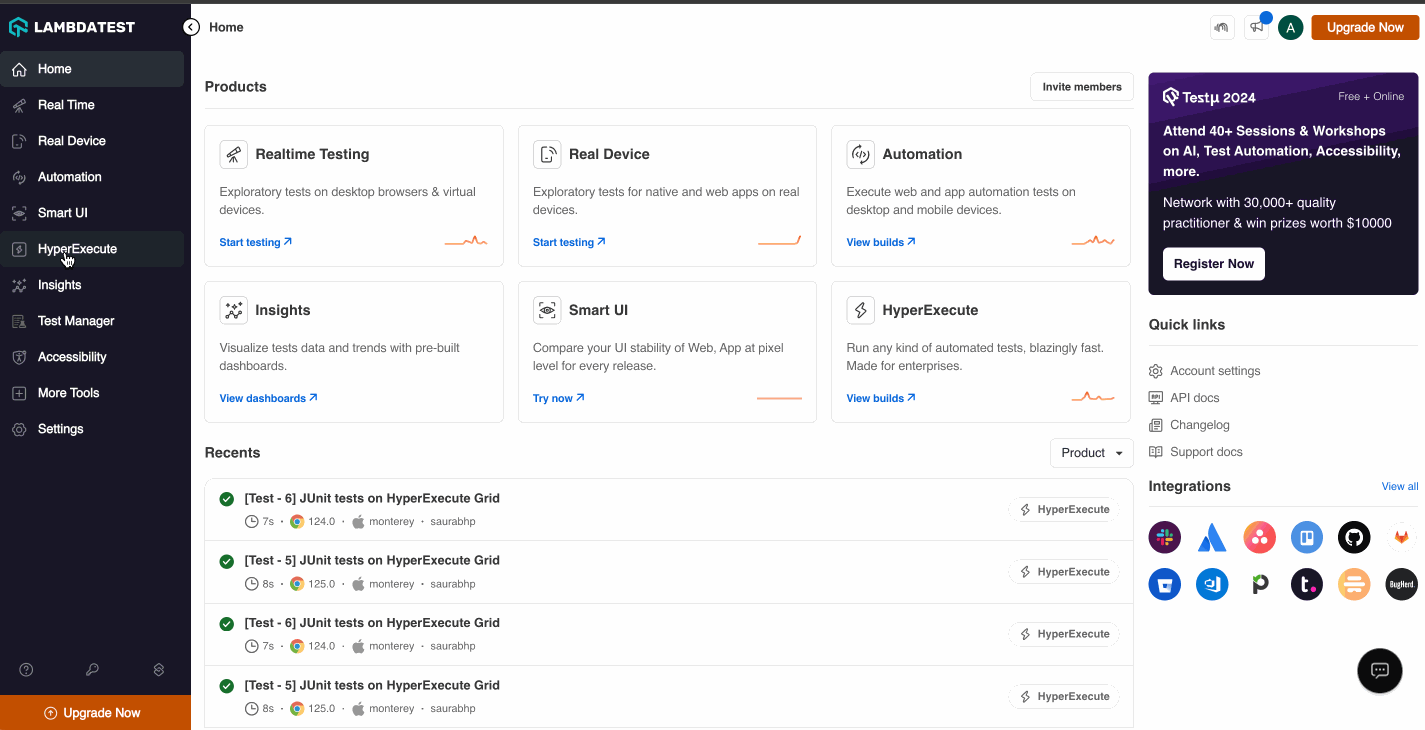 LAMBDATEST
Home
Real Time
Real Device
Automation
Smart UI
HyperExecute
Insights
Test Manager
Accessibility
More Tools
Settings
Upgrade Now
Home
A
Upgrade Now
Products
Invite members
Realtime Testing
Exploratory tests on desktop browsers & virtual
devices.
Start testing
Real Device
Exploratory tests for native and web apps on real
devices.
Start testing
Automation
Execute web and app automation tests on
desktop and mobile devices.
View builds
Insights
Visualize tests data and trends with pre-built
dashboards.
View dashboards
Smart UI
Compare your UI stability of Web, App at pixel
level for every release.
Try now
HyperExecute
Run any kind of automated tests, blazingly fast.
Made for enterprises.
View builds
Recents
Product
[Test - 6] JUnit tests on HyperExecute Grid
7s · 124.0 · monterey · saurabhp
HyperExecute
[Test - 5] JUnit tests on HyperExecute Grid
8s · 125.0 · monterey · saurabhp
HyperExecute
[Test - 6] JUnit tests on HyperExecute Grid
7s · 124.0 · monterey · saurabhp
HyperExecute
[Test - 5] JUnit tests on HyperExecute Grid
8s · 125.0 · monterey · saurabhp
HyperExecute
Testμ 2024
Free + Online
Attend 40+ Sessions & Workshops
on AI, Test Automation, Accessibility,
more.
Network with 30,000+ quality
practitioner & win prizes worth $10000
Register Now
Quick links
Account settings
API docs
Changelog
Support docs
Integrations
View all
t.
BugHerd.